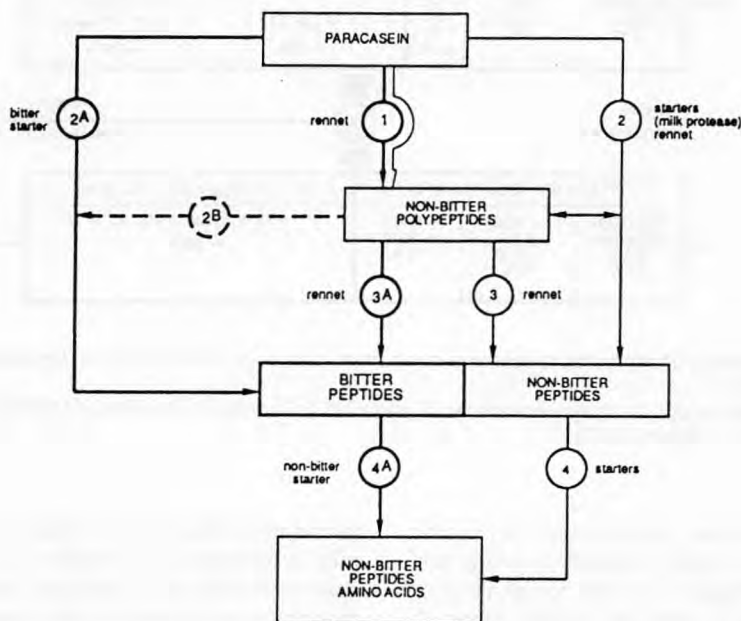 PARACASEIN
bitter
starter
2A
rennet
1
2
starters
(milk protease)
rennet
2B
NON-BITTER
POLYPEPTIDES
rennet
3A
3
rennet
BITTER
PEPTIDES
NON-BITTER
PEPTIDES
non-bitter
starter
4A
4
starters
NON-BITTER
PEPTIDES
AMINO ACIDS